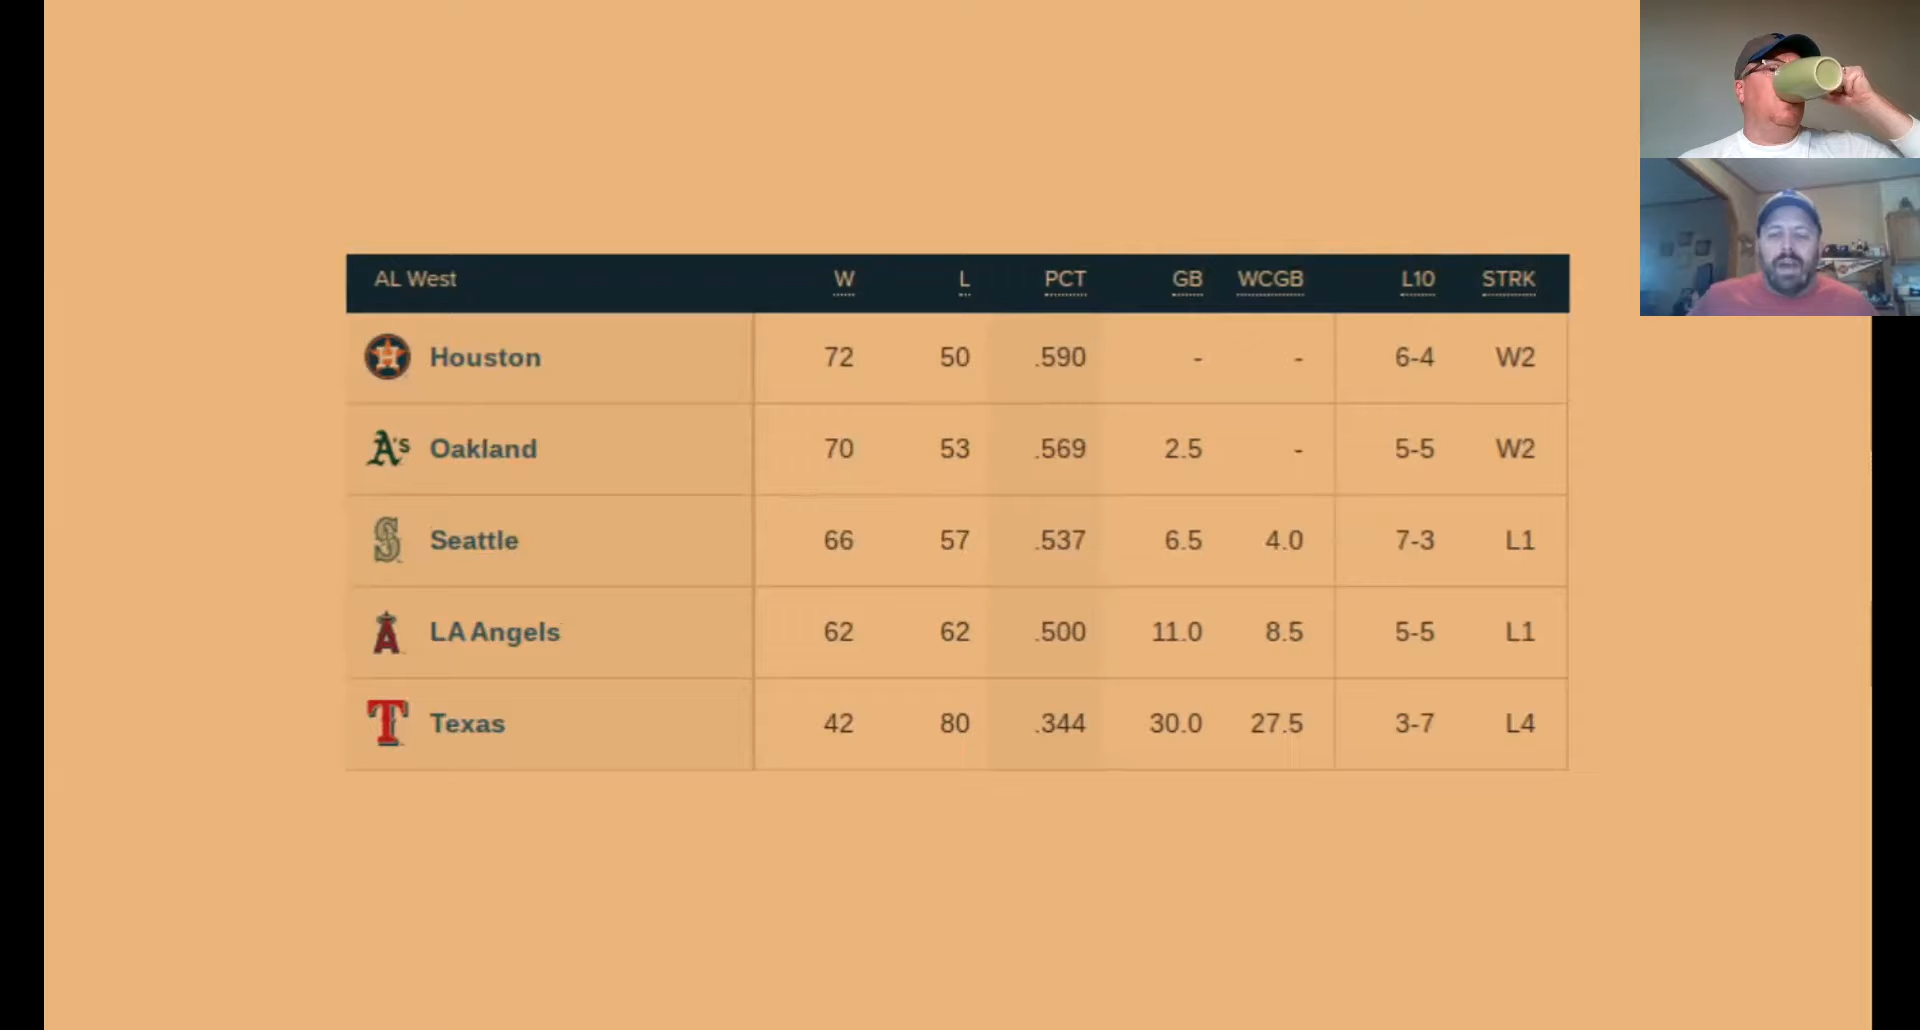 AL West W L PCT GB WCGB L10 STRK
Houston 72 50 .590 - - 6-4 W2
A's Oakland 70 53 .569 2.5 - 5-5 W2
S Seattle 66 57 .537 6.5 4.0 7-3 L1
A LA Angels 62 62 .500 11.0 8.5 5-5 L1
T Texas 42 80 .344 30.0 27.5 3-7 L4